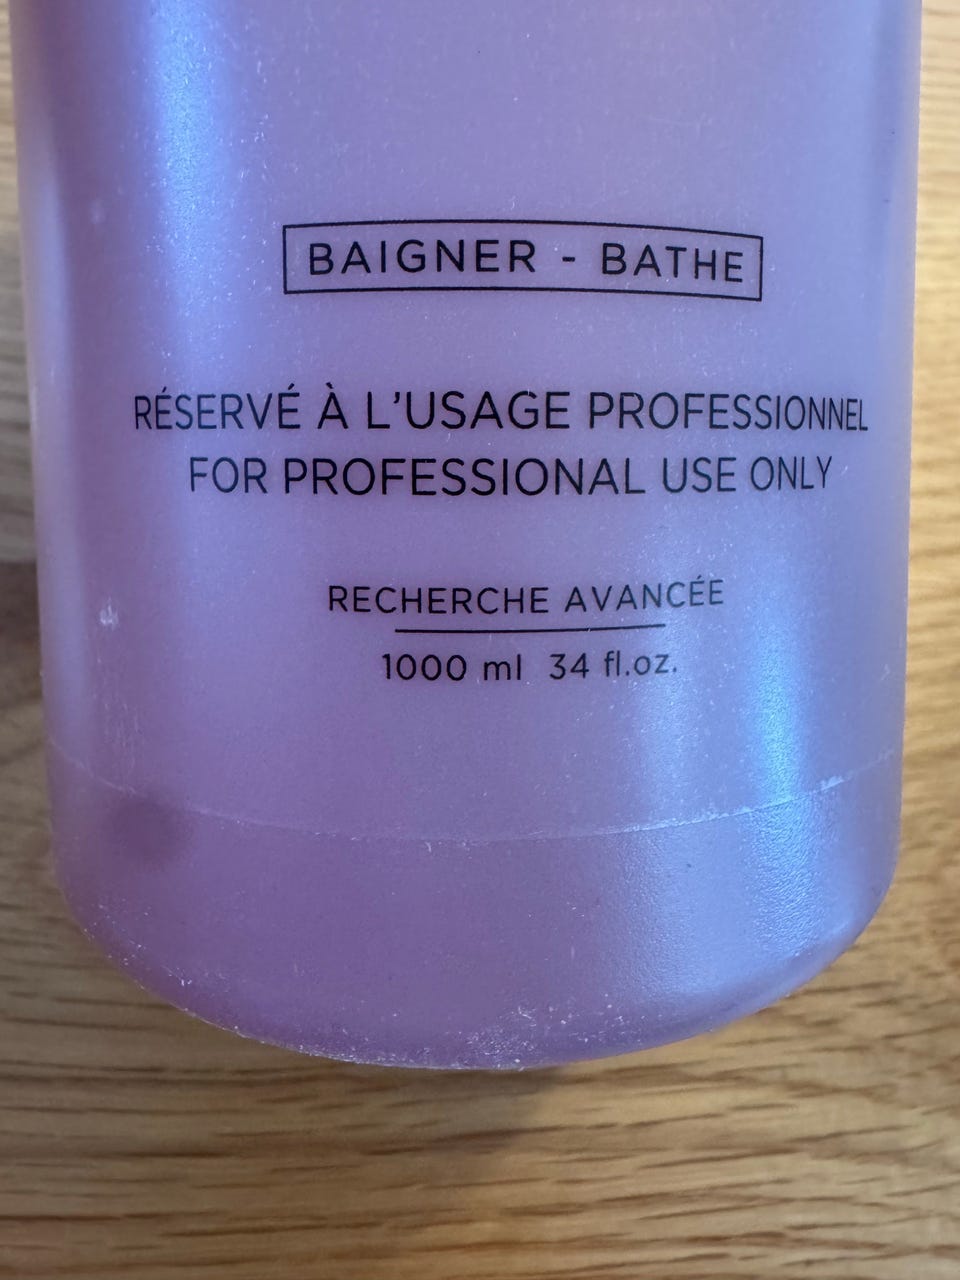 BAIGNER - BATHE
RÉSERVÉ À L'USAGE PROFESSIONNEL
FOR PROFESSIONAL USE ONLY
RECHERCHE AVANCÉE
1000 ml 34 fl.oz.